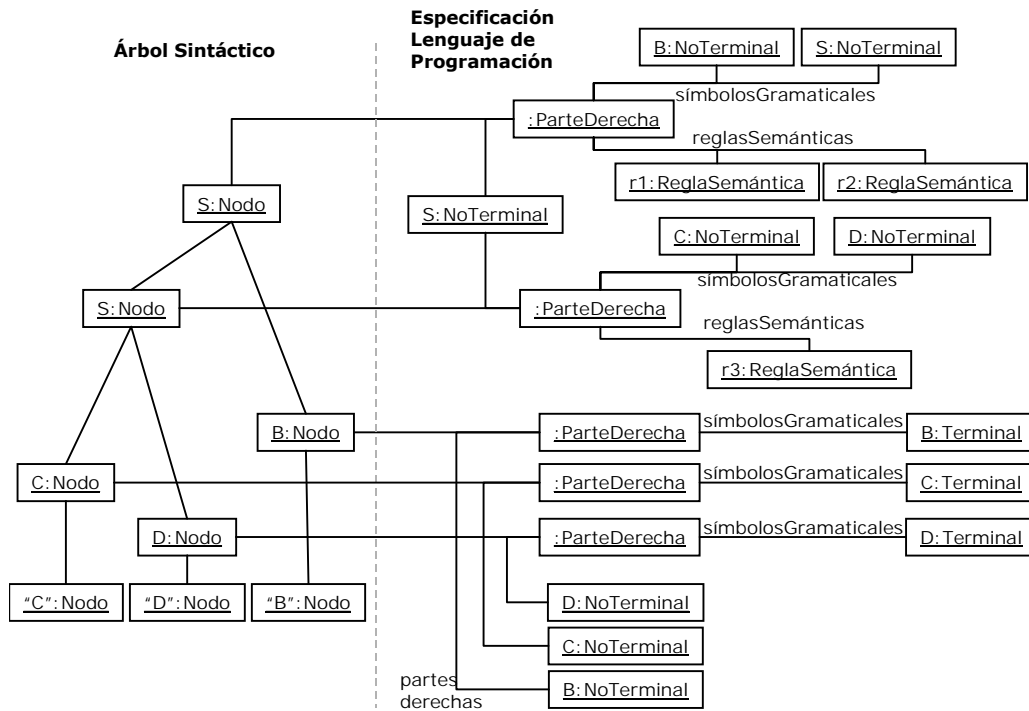 Árbol Sintáctico
Especificación
Lenguaje de
Programación
B:NoTerminal
S:NoTerminal
símbolosGramaticales
:ParteDerecha
reglasSemánticas
r1:ReglaSemántica
r2:ReglaSemántica
S:Nodo
S:NoTerminal
C:NoTerminal
D:NoTerminal
símbolosGramaticales
S:Nodo
:ParteDerecha
reglasSemánticas
r3:ReglaSemántica
B:Nodo
:ParteDerecha
símbolosGramaticales
B:Terminal
C:Nodo
:ParteDerecha
símbolosGramaticales
C:Terminal
D:Nodo
:ParteDerecha
símbolosGramaticales
D:Terminal
"C":Nodo
"D":Nodo
"B":Nodo
D:NoTerminal
C:NoTerminal
partes
derechas
B:NoTerminal